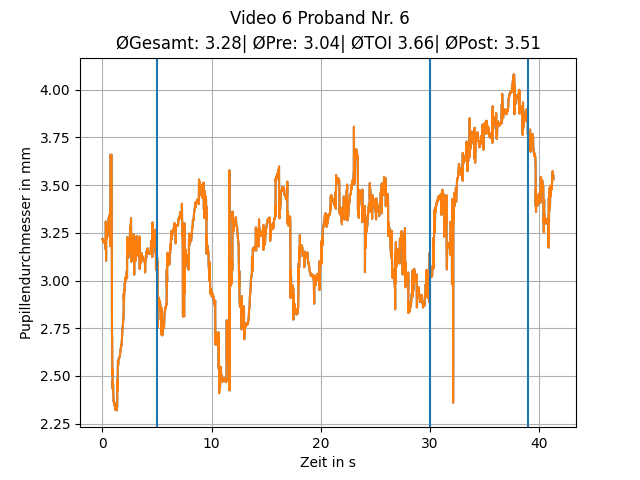 Video 6 Proband Nr. 6
ØGesamt: 3.28| ØPre: 3.04| ØTOI 3.66| ØPost: 3.51
4.00
3.75
3.50
3.25
3.00
2.75
2.50
2.25
Pupillendurchmesser in mm
0 10 20 30 40
Zeit in s